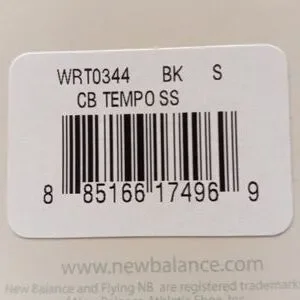 WRT0344 BK S
CB TEMPO SS
8 85166 17496 9
www.newbalance.com
New Balance and Flying NB are registered trademark